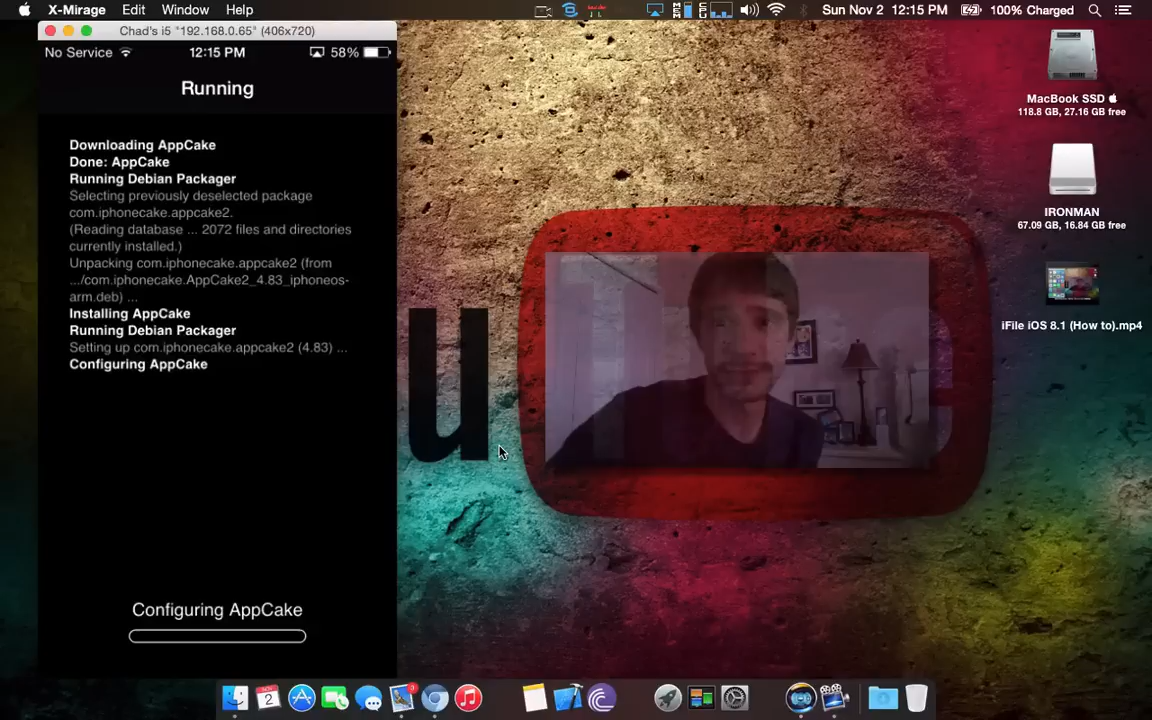 X-Mirage Edit Window Help
Sun Nov 2 12:15 PM 100% Charged
Chad's i5 "192.168.0.65" (406x720)
No Service 12:15 PM 58%
Running
Downloading AppCake
Done: AppCake
Running Debian Packager
Selecting previously deselected package
com.iphonecake.appcake2.
(Reading database ... 2072 files and directories
currently installed.)
Unpacking com.iphonecake.appcake2 (from
.../com.iphonecake.AppCake2_4.83_iphoneos-
arm.deb) ...
Installing AppCake
Running Debian Packager
Setting up com.iphonecake.appcake2 (4.83) ...
Configuring AppCake
Configuring AppCake
u
MacBook SSD
118.8 GB, 27.16 GB free
IRONMAN
67.09 GB, 16.84 GB free
iFile iOS 8.1 (How to).mp4
NOV
2
1